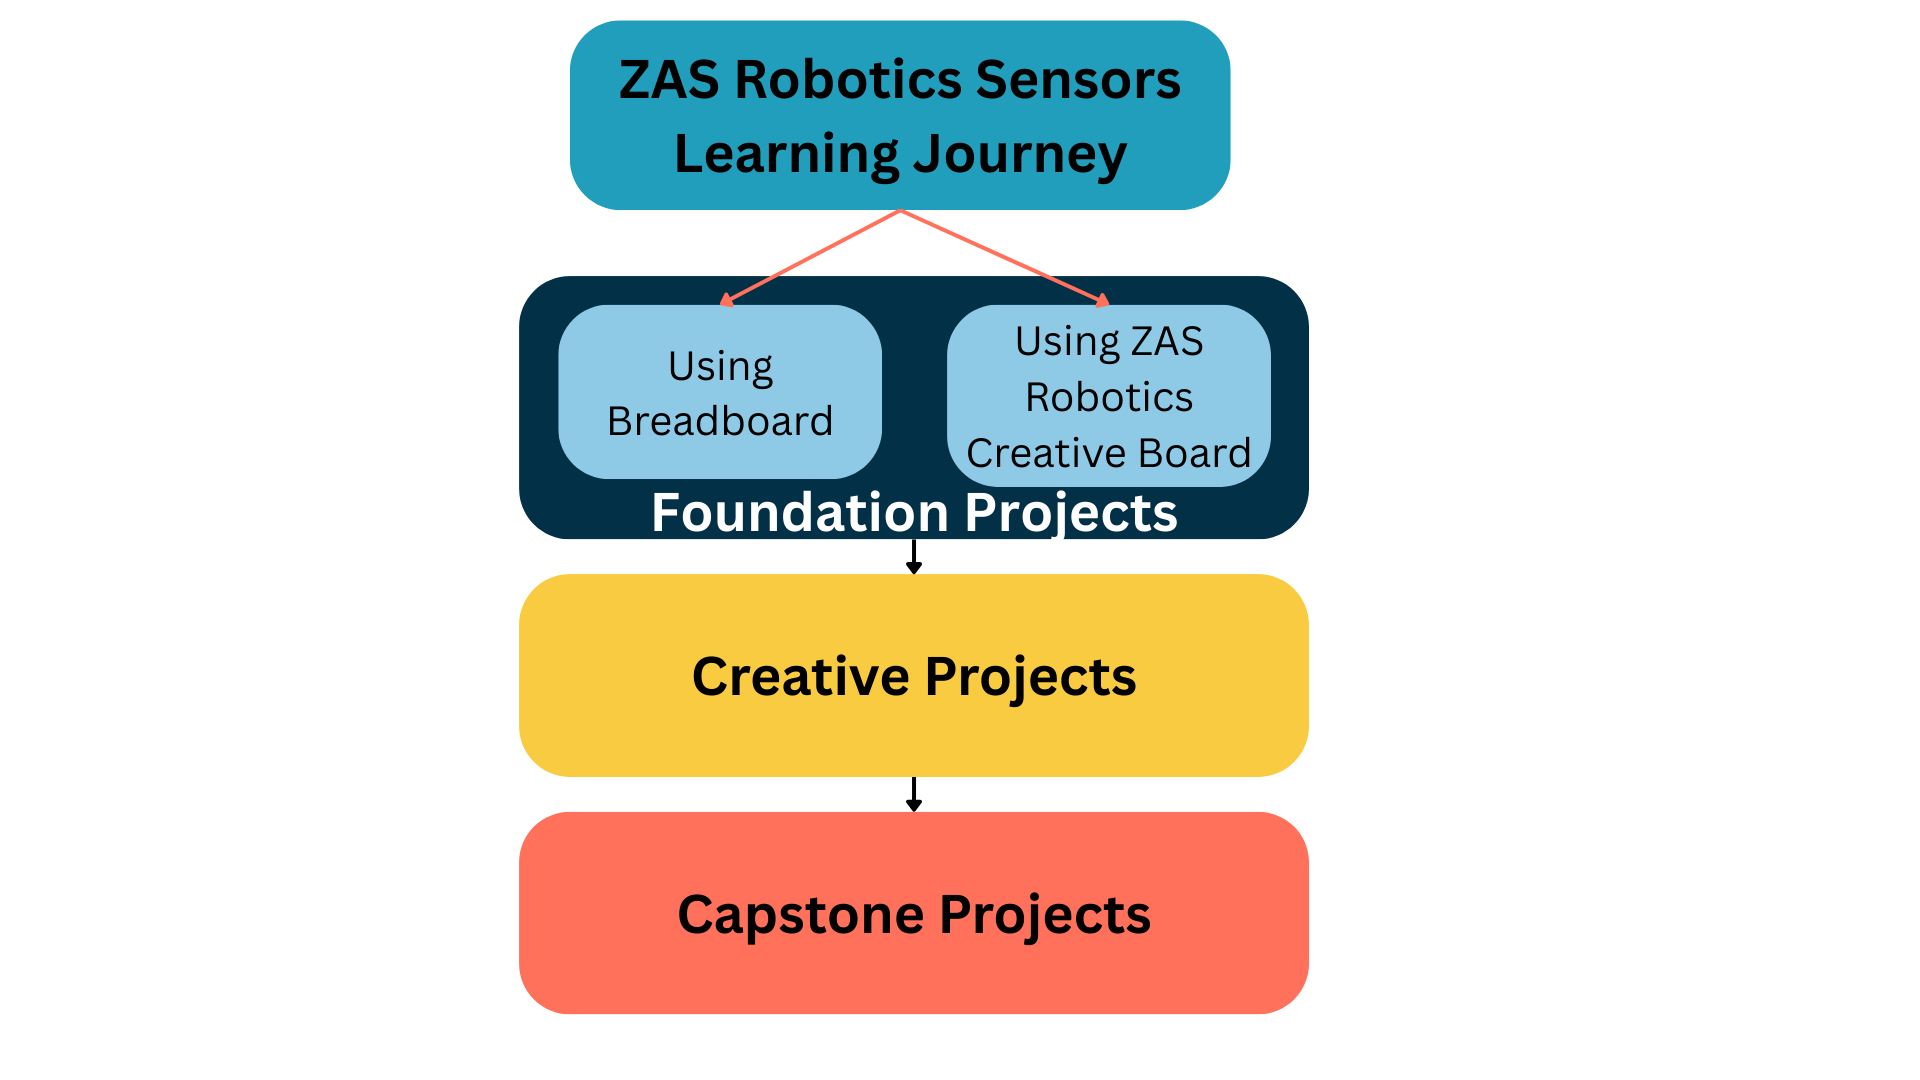 ZAS Robotics Sensors
Learning Journey
Using
Breadboard
Using ZAS
Robotics
Creative Board
Foundation Projects
Creative Projects
Capstone Projects